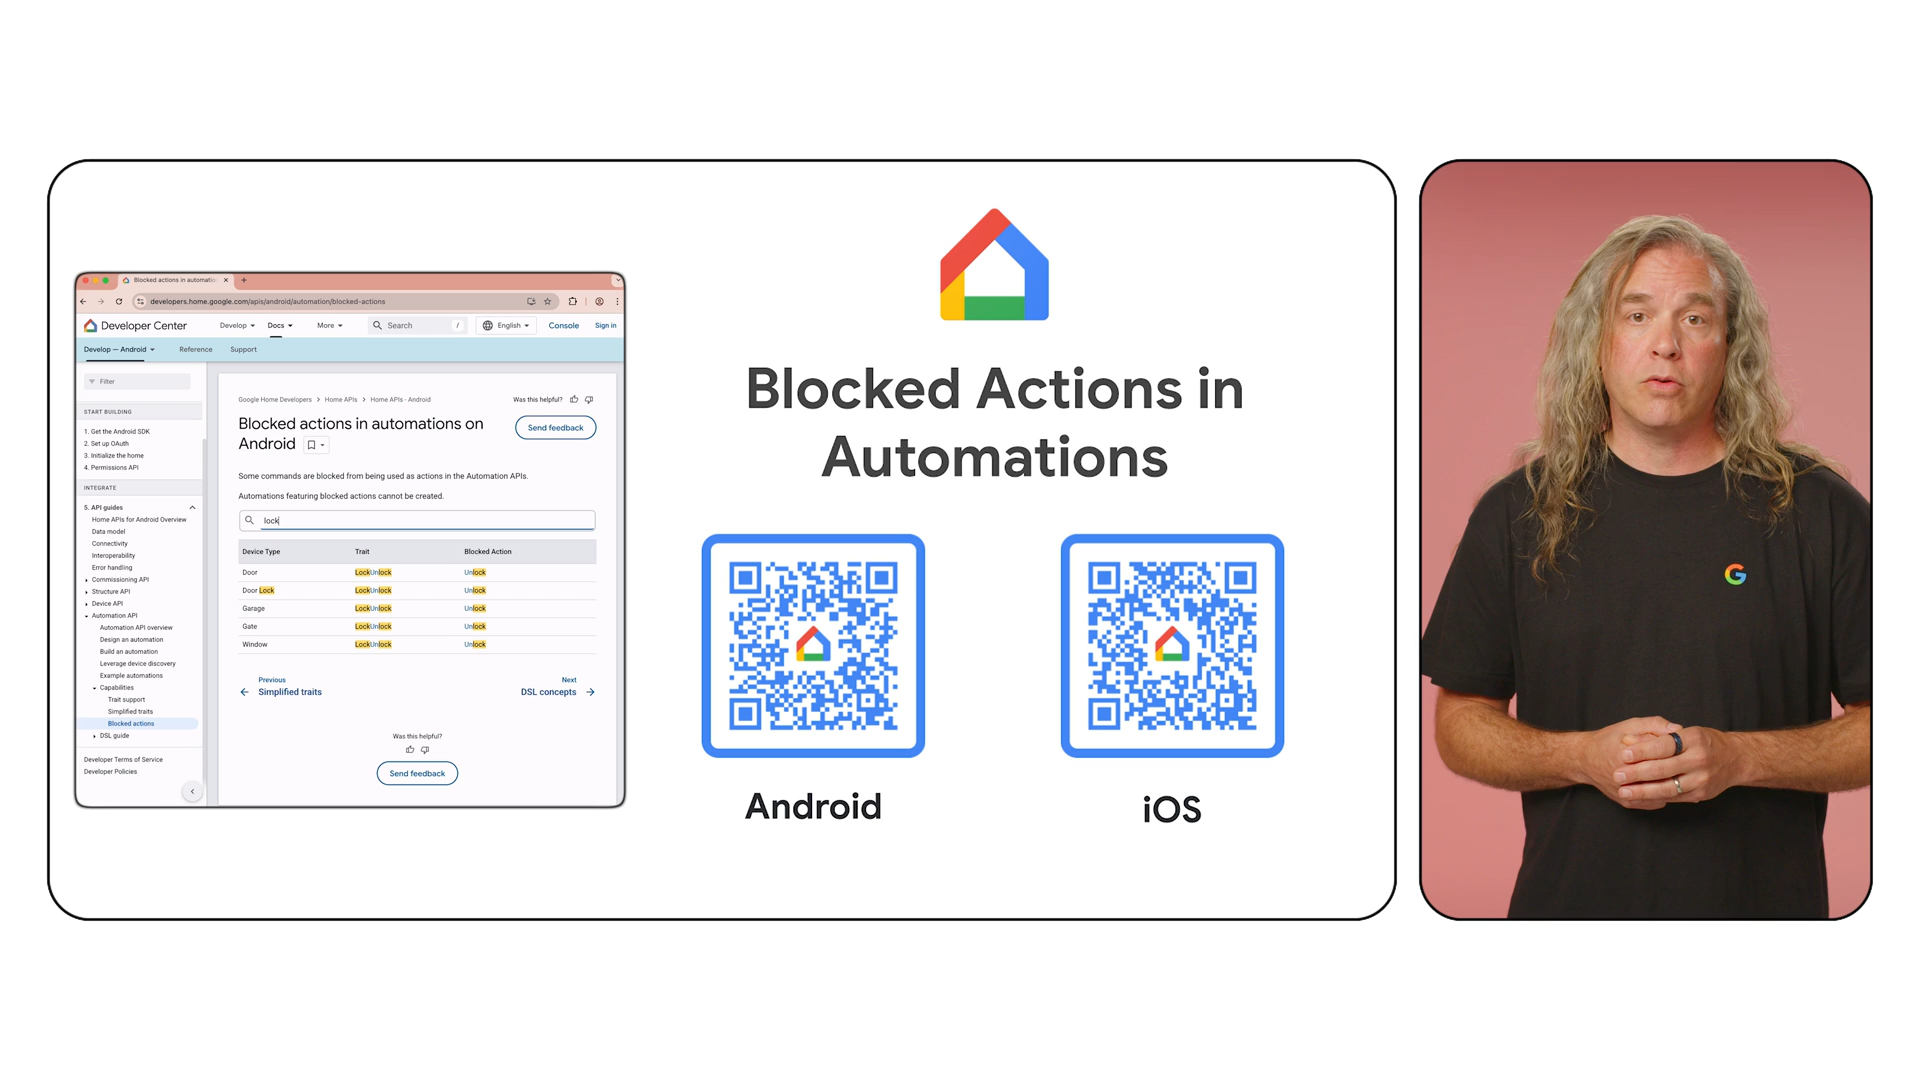 Blocked actions in automatio
developers.home.google.com/apis/android/automation/blocked-actions
Developer Center
Develop
Docs
More
Search
/
English
Console
Sign in
Develop — Android
Reference
Support
Filter
START BUILDING
1. Get the Android SDK
2. Set up OAuth
3. Initialize the home
4. Permissions API
INTEGRATE
5. API guides
Home APIs for Android Overview
Data model
Connectivity
Interoperability
Error handling
Commissioning API
Structure API
Device API
Automation API
Automation API overview
Design an automation
Build an automation
Leverage device discovery
Example automations
Capabilities
Trait support
Simplified traits
Blocked actions
DSL guide
Developer Terms of Service
Developer Policies
Google Home Developers > Home APIs > Home APIs - Android
Was this helpful?
Blocked actions in automations on
Android
Send feedback
Some commands are blocked from being used as actions in the Automation APIs.
Automations featuring blocked actions cannot be created.
lock
Device Type Trait Blocked Action
Door LockUnlock Unlock
Door Lock LockUnlock Unlock
Garage LockUnlock Unlock
Gate LockUnlock Unlock
Window LockUnlock Unlock
Previous
Simplified traits
Next
DSL concepts
Was this helpful?
Send feedback
Blocked Actions in
Automations
Android
iOS
G